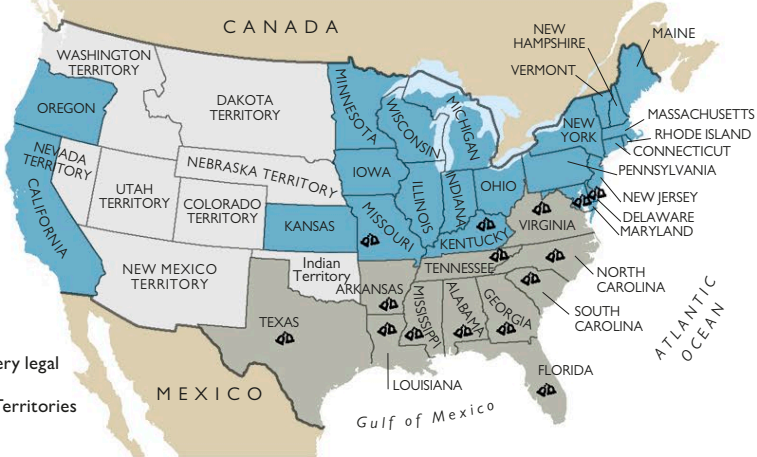 CANADA
WASHINGTON
TERRITORY
OREGON
DAKOTA
TERRITORY
MINNESOTA
WISCONSIN
MICHIGAN
NEW
HAMPSHIRE
VERMONT
MAINE
NEW
YORK
MASSACHUSETTS
RHODE ISLAND
CONNECTICUT
PENNSYLVANIA
NEW JERSEY
DELAWARE
MARYLAND
NEVADA
TERRITORY
CALIFORNIA
UTAH
TERRITORY
NEBRASKA TERRITORY
COLORADO
TERRITORY
IOWA
ILLINOIS
INDIANA
OHIO
KANSAS
MISSOURI
KENTUCKY
VIRGINIA
NEW MEXICO
TERRITORY
Indian
Territory
TENNESSEE
NORTH
CAROLINA
ARKANSAS
MISSISSIPPI
ALABAMA
GEORGIA
SOUTH
CAROLINA
TEXAS
LOUISIANA
FLORIDA
ATLANTIC
OCEAN
ery legal
Territories
MEXICO
Gulf of Mexico